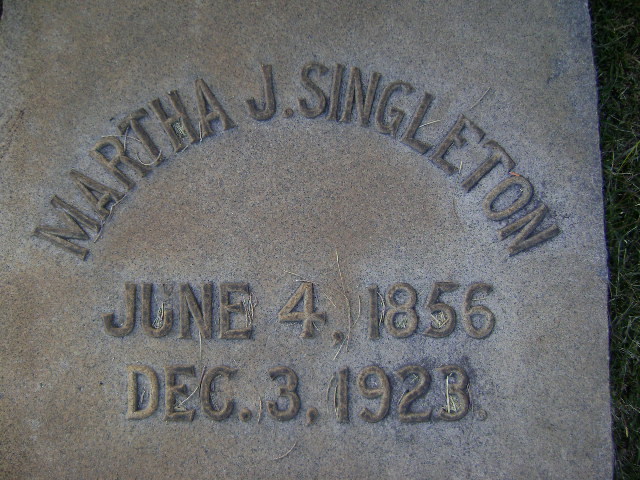 MARTHA J. SINGLETON
JUNE 4, 1856
DEC. 3, 1923.